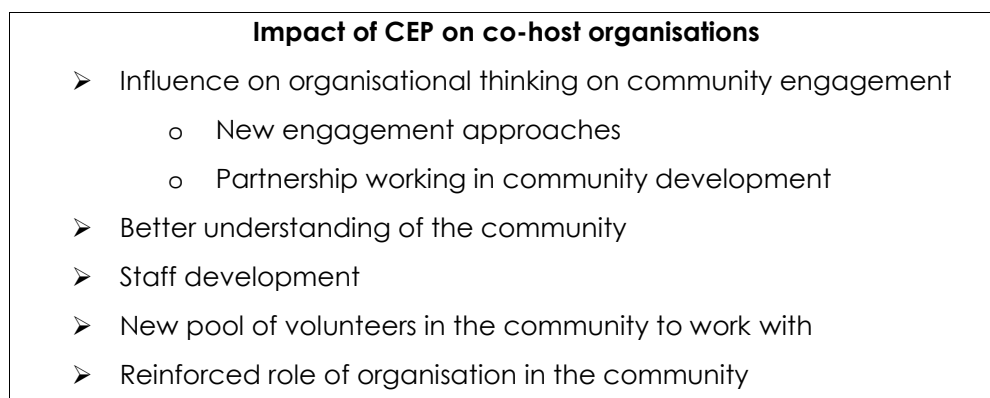 Impact of CEP on co-host organisations
➢ Influence on organisational thinking on community engagement
o New engagement approaches
o Partnership working in community development
➢ Better understanding of the community
➢ Staff development
➢ New pool of volunteers in the community to work with
➢ Reinforced role of organisation in the community